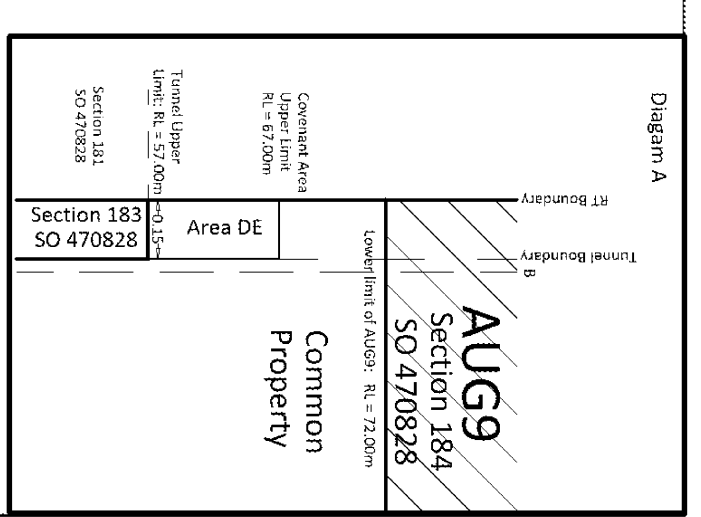 Diagam A
RT Boundary
Tunnel Boundary
B
AUG9
Section 184
SO 470828
Lower limit of AUG9: RL = 72.00m
Covenant Area
Upper Limit
RL = 67.00m
Common
Property
Area DE
Tunnel Upper
Limit: RL = 57.00m
0.15
Section 183
SO 470828
Section 181
SO 470828